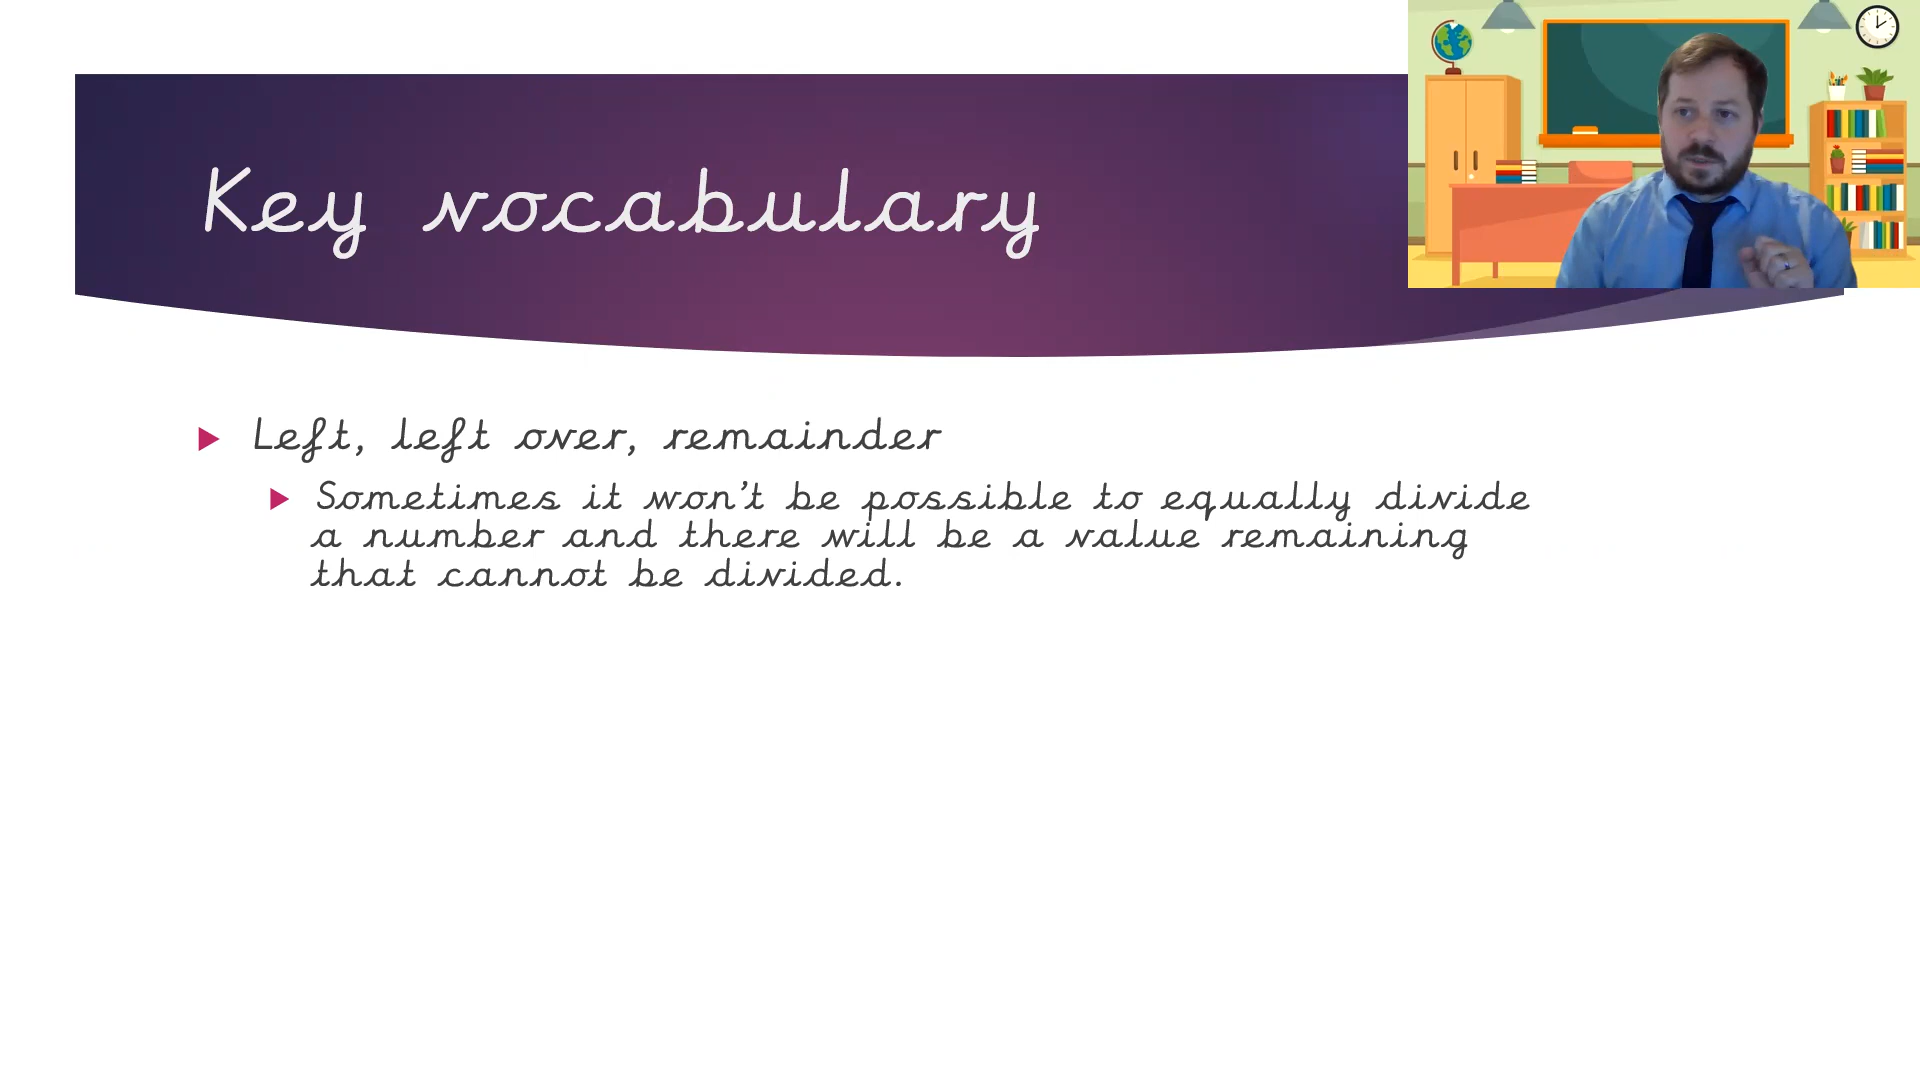 Key vocabulary
Left, left over, remainder
Sometimes it won't be possible to equally divide
a number and there will be a value remaining
that cannot be divided.